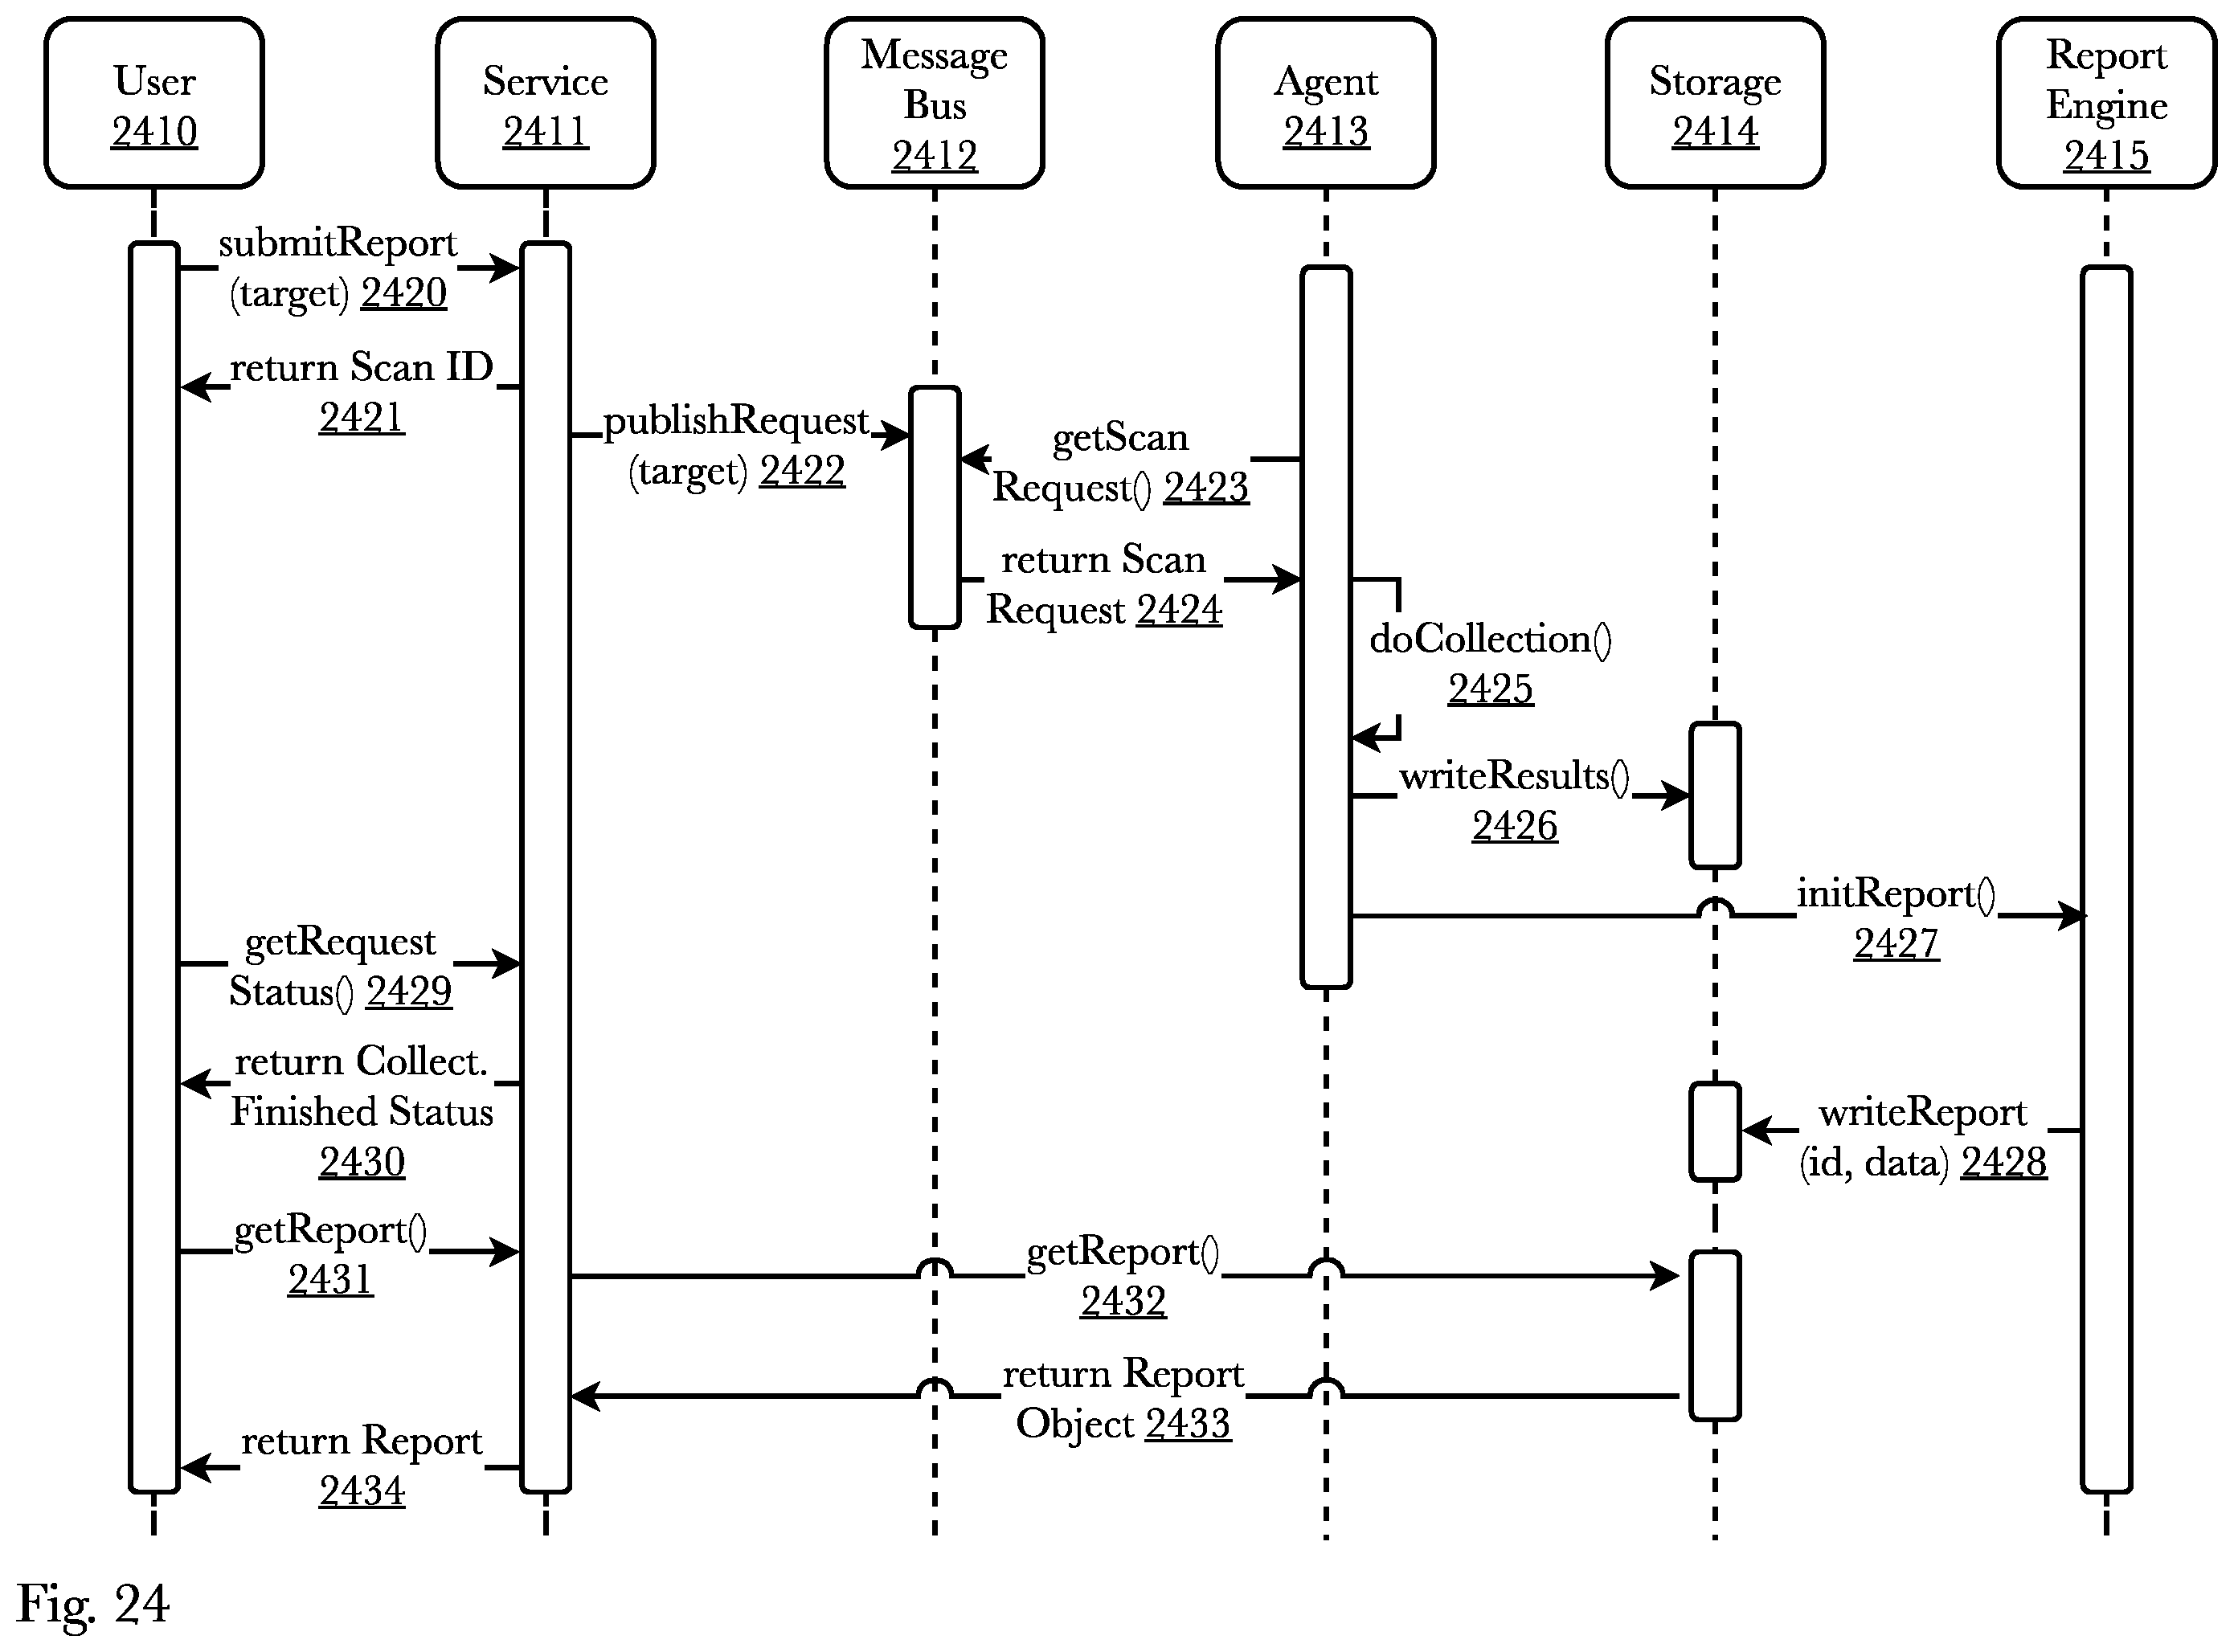 User
2410
Service
2411
Message
Bus
2412
Agent
2413
Storage
2414
Report
Engine
2415
submitReport
(target) 2420
return Scan ID
2421
publishRequest
(target) 2422
getScan
Request() 2423
return Scan
Request 2424
doCollection()
2425
writeResults()
2426
initReport()
2427
getRequest
Status() 2429
return Collect.
Finished Status
2430
writeReport
(id, data) 2428
getReport()
2431
getReport()
2432
return Report
Object 2433
return Report
2434
Fig. 24